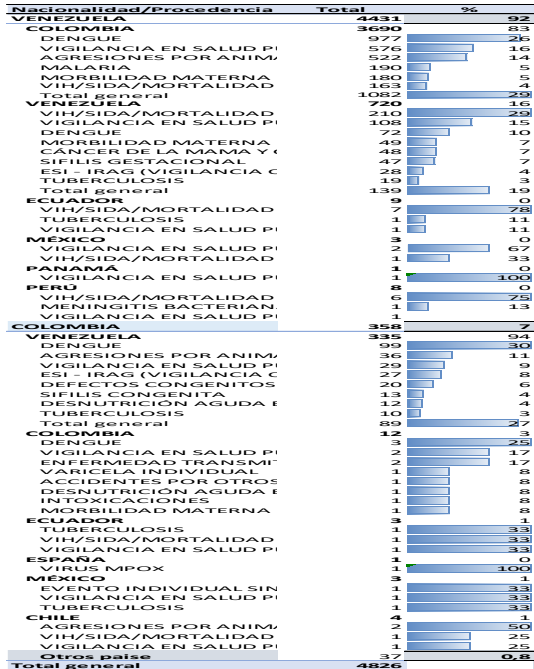 Nacionalidad/Procedencia Total %
VENEZUELA 4431 92
COLOMBIA 3690 83
DENGUE 977 26
VIGILANCIA EN SALUD PU 576 16
AGRESIONES POR ANIMA 522 14
MALARIA 190 5
MORBILIDAD MATERNA 180 5
VIH/SIDA/MORTALIDAD 163 4
Total general 1082 29
VENEZUELA 720 16
VIH/SIDA/MORTALIDAD 210 29
VIGILANCIA EN SALUD PU 108 15
DENGUE 72 10
MORBILIDAD MATERNA 49 7
CÁNCER DE LA MAMA Y 48 7
SIFILIS GESTACIONAL 47 7
ESI - IRAG (VIGILANCIA C 28 4
TUBERCULOSIS 19 3
Total general 139 19
ECUADOR 9 0
VIH/SIDA/MORTALIDAD 7 78
TUBERCULOSIS 1 11
VIGILANCIA EN SALUD PU 1 11
MÉXICO 3 0
VIGILANCIA EN SALUD PU 2 67
VIH/SIDA/MORTALIDAD 1 33
PANAMÁ 1 0
VIGILANCIA EN SALUD PU 1 100
PERÚ 8 0
VIH/SIDA/MORTALIDAD 6 75
MENINGITIS BACTERIAN 1 13
VIGILANCIA EN SALUD PU 1
COLOMBIA 358 7
VENEZUELA 335 94
DENGUE 99 30
AGRESIONES POR ANIMA 36 11
VIGILANCIA EN SALUD PU 29 9
ESI - IRAG (VIGILANCIA C 27 8
DEFECTOS CONGENITOS 20 6
SIFILIS CONGENITA 13 4
DESNUTRICIÓN AGUDA E 12 4
TUBERCULOSIS 10 3
Total general 89 27
COLOMBIA 12 3
DENGUE 3 25
VIGILANCIA EN SALUD PU 2 17
ENFERMEDAD TRANSMIT 2 17
VARICELA INDIVIDUAL 1 8
ACCIDENTES POR OTROS 1 8
DESNUTRICIÓN AGUDA E 1 8
INTOXICACIONES 1 8
MORBILIDAD MATERNA 1 8
ECUADOR 3 1
TUBERCULOSIS 1 33
VIH/SIDA/MORTALIDAD 1 33
VIGILANCIA EN SALUD PU 1 33
ESPAÑA 1 0
VIRUS MPOX 1 100
MÉXICO 3 1
EVENTO INDIVIDUAL SIN 1 33
VIGILANCIA EN SALUD PU 1 33
TUBERCULOSIS 1 33
CHILE 4 1
AGRESIONES POR ANIMA 2 50
VIH/SIDA/MORTALIDAD 1 25
VIGILANCIA EN SALUD PU 1 25
Otros paise 37 0,8
Total general 4826